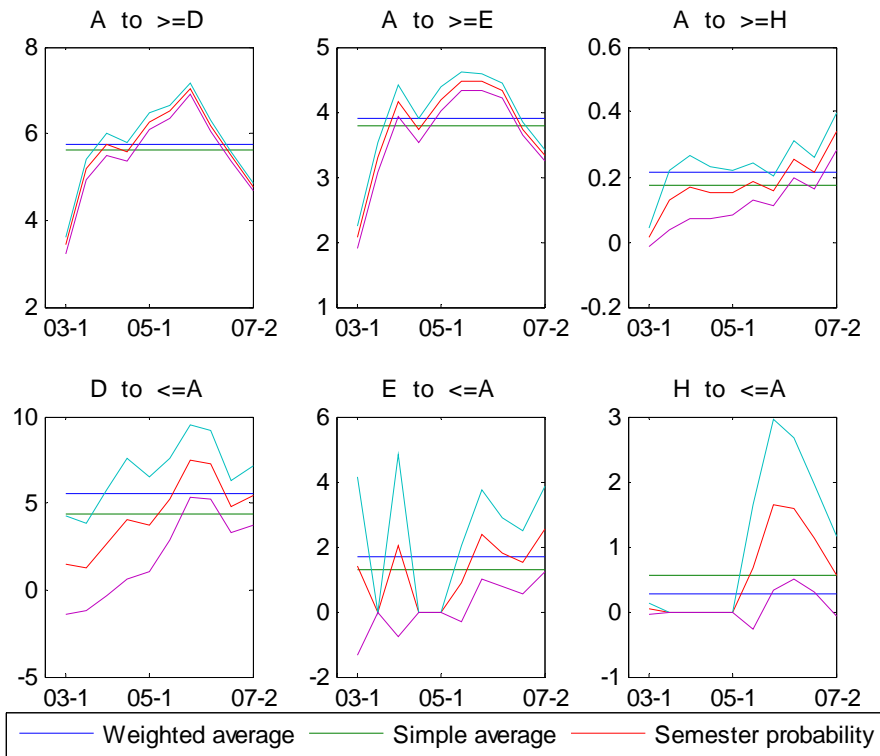 A to >=D
8
6
4
2
03-1 05-1 07-2
A to >=E
5
4
3
2
1
03-1 05-1 07-2
A to >=H
0.6
0.4
0.2
0
-0.2
03-1 05-1 07-2
D to <=A
10
5
0
-5
03-1 05-1 07-2
E to <=A
6
4
2
0
-2
03-1 05-1 07-2
H to <=A
3
2
1
0
-1
03-1 05-1 07-2
Weighted average Simple average Semester probability